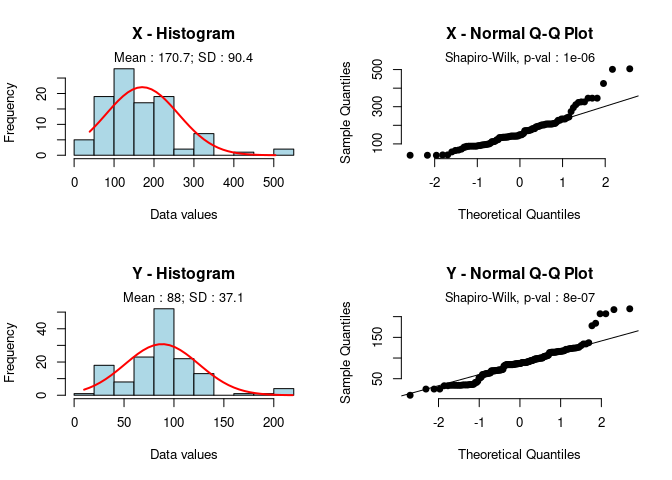 X - Histogram
Mean : 170.7; SD : 90.4
Frequency
0 10 20
0 100 200 300 400 500
Data values
X - Normal Q-Q Plot
Shapiro-Wilk, p-val : 1e-06
Sample Quantiles
100 300 500
-2 -1 0 1 2
Theoretical Quantiles
Y - Histogram
Mean : 88; SD : 37.1
Frequency
0 20 40
0 50 100 150 200
Data values
Y - Normal Q-Q Plot
Shapiro-Wilk, p-val : 8e-07
Sample Quantiles
50 150
-2 -1 0 1 2
Theoretical Quantiles